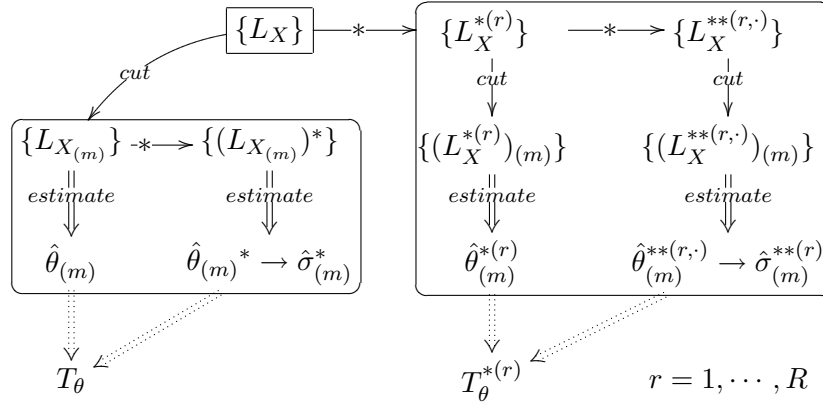 {L_X} * {L_X^{*(r)}} * {L_X^{**(r,·)}}
cut cut cut
{L_{X_{(m)}}} * {(L_{X_{(m)}})^*} {(L_X^{*(r)})_{(m)}} {(L_X^{**(r,·)})_{(m)}}
estimate estimate estimate estimate
θ̂_{(m)} θ̂_{(m)}^* → σ̂_{(m)}^* θ̂_{(m)}^{*(r)} θ̂_{(m)}^{**(r,·)} → σ̂_{(m)}^{**(r)}
T_θ T_θ^{*(r)} r = 1, ⋯ , R